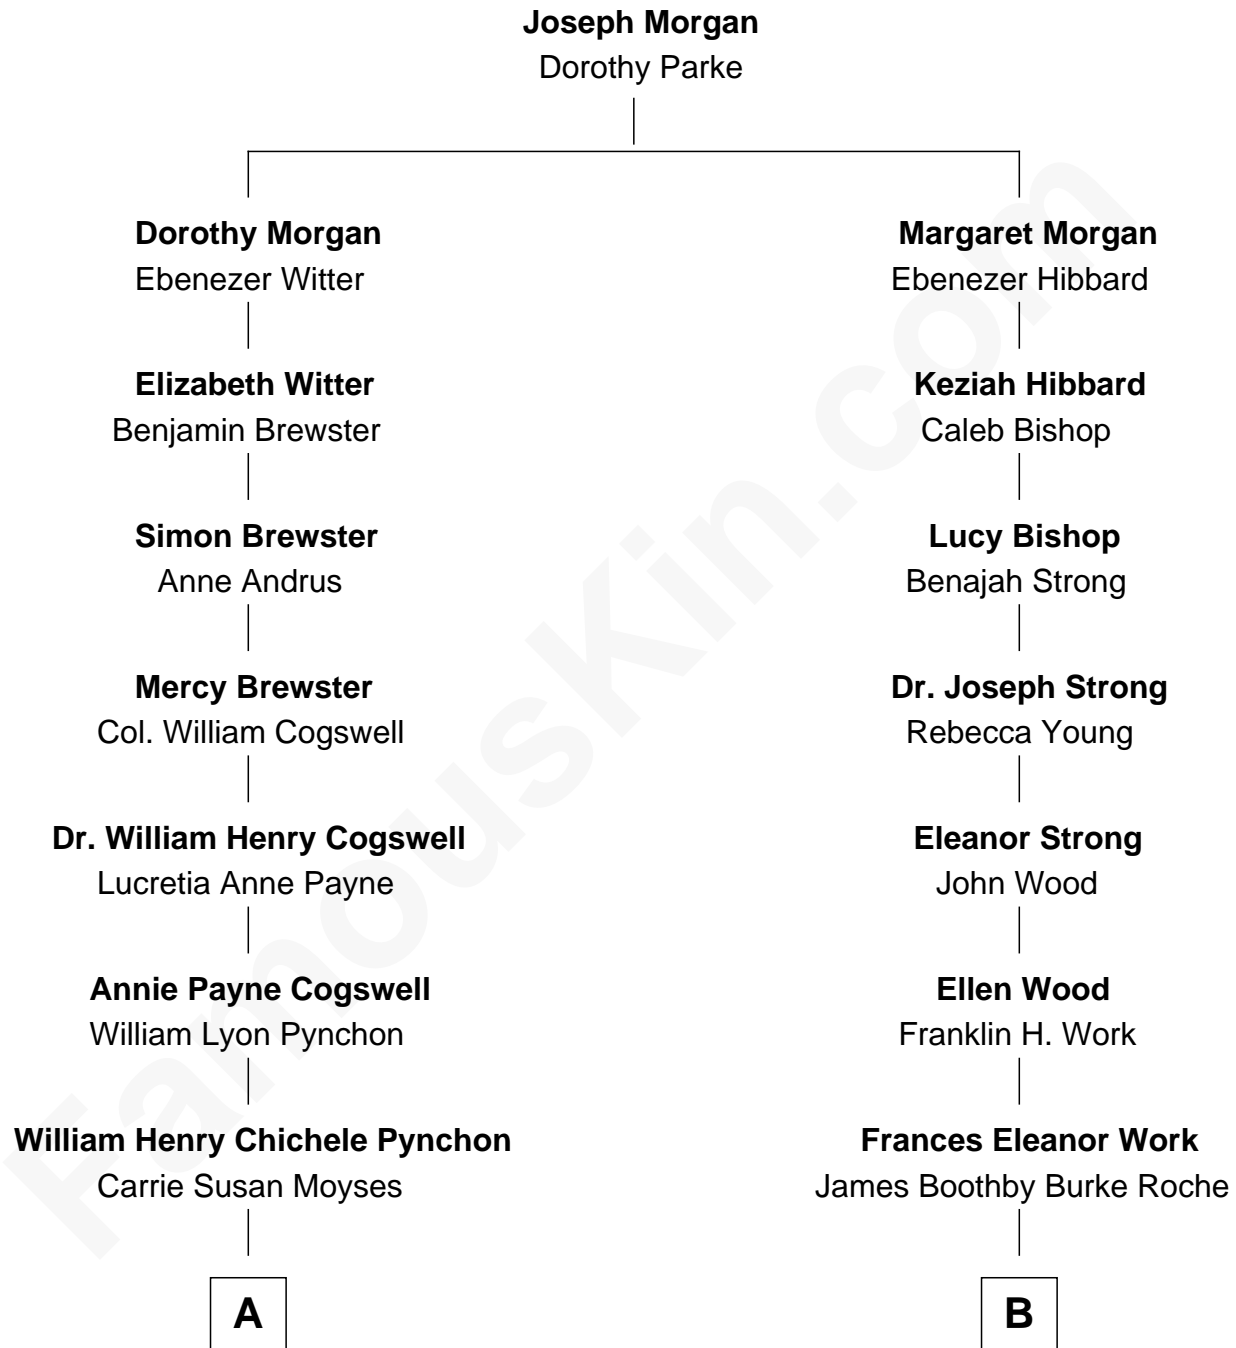 Joseph Morgan
Dorothy Parke
Dorothy Morgan
Ebenezer Witter
Margaret Morgan
Ebenezer Hibbard
Elizabeth Witter
Benjamin Brewster
Keziah Hibbard
Caleb Bishop
Simon Brewster
Anne Andrus
Lucy Bishop
Benajah Strong
Mercy Brewster
Col. William Cogswell
Dr. Joseph Strong
Rebecca Young
Dr. William Henry Cogswell
Lucretia Anne Payne
Eleanor Strong
John Wood
Annie Payne Cogswell
William Lyon Pynchon
Ellen Wood
Franklin H. Work
William Henry Chichele Pynchon
Carrie Susan Moyses
Frances Eleanor Work
James Boothby Burke Roche
A
B
FamousKin.com